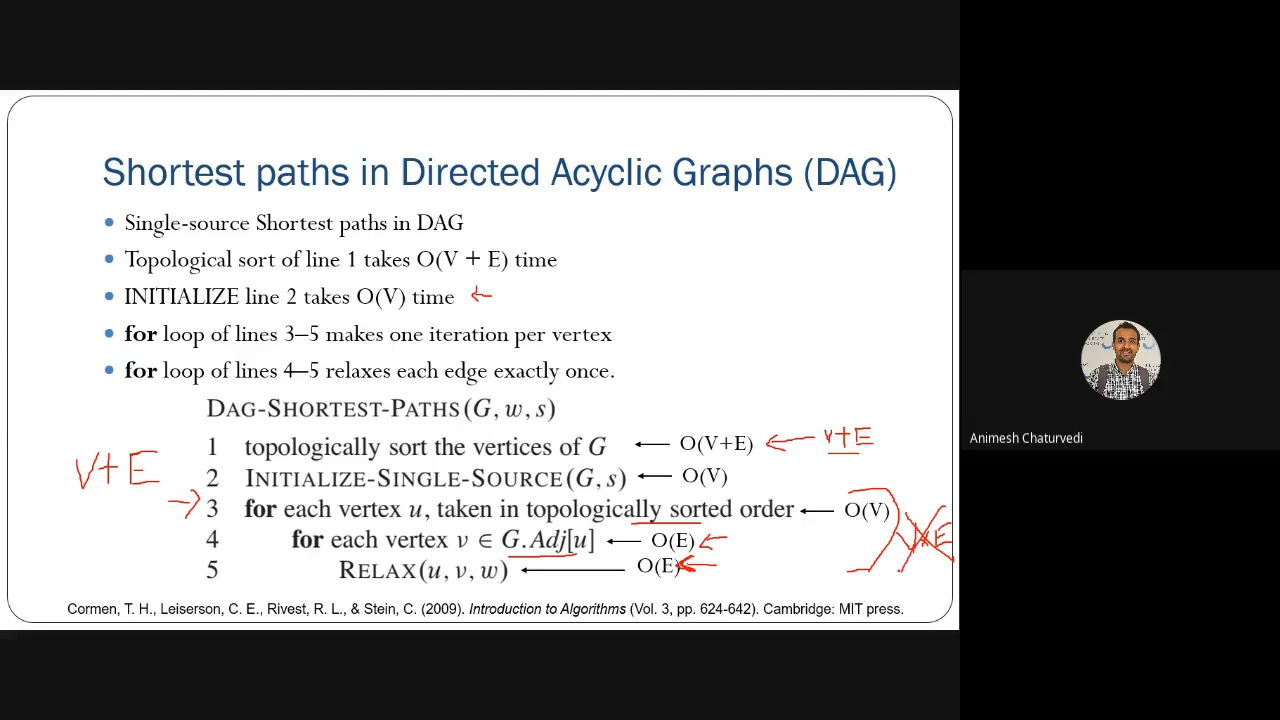 Shortest paths in Directed Acyclic Graphs (DAG)
• Single-source Shortest paths in DAG
• Topological sort of line 1 takes O(V + E) time
• INITIALIZE line 2 takes O(V) time ←
• for loop of lines 3–5 makes one iteration per vertex
• for loop of lines 4–5 relaxes each edge exactly once.
DAG-SHORTEST-PATHS(G, w, s)
1 topologically sort the vertices of G ← O(V+E) ← V+E
V+E
2 INITIALIZE-SINGLE-SOURCE(G, s) ← O(V)
→ 3 for each vertex u, taken in topologically sorted order ← O(V)
4 for each vertex v ∈ G.Adj[u] ← O(E) ←
5 RELAX(u, v, w) ← O(E) ←
Cormen, T. H., Leiserson, C. E., Rivest, R. L., & Stein, C. (2009). Introduction to Algorithms (Vol. 3, pp. 624-642). Cambridge: MIT press.
Animesh Chaturvedi